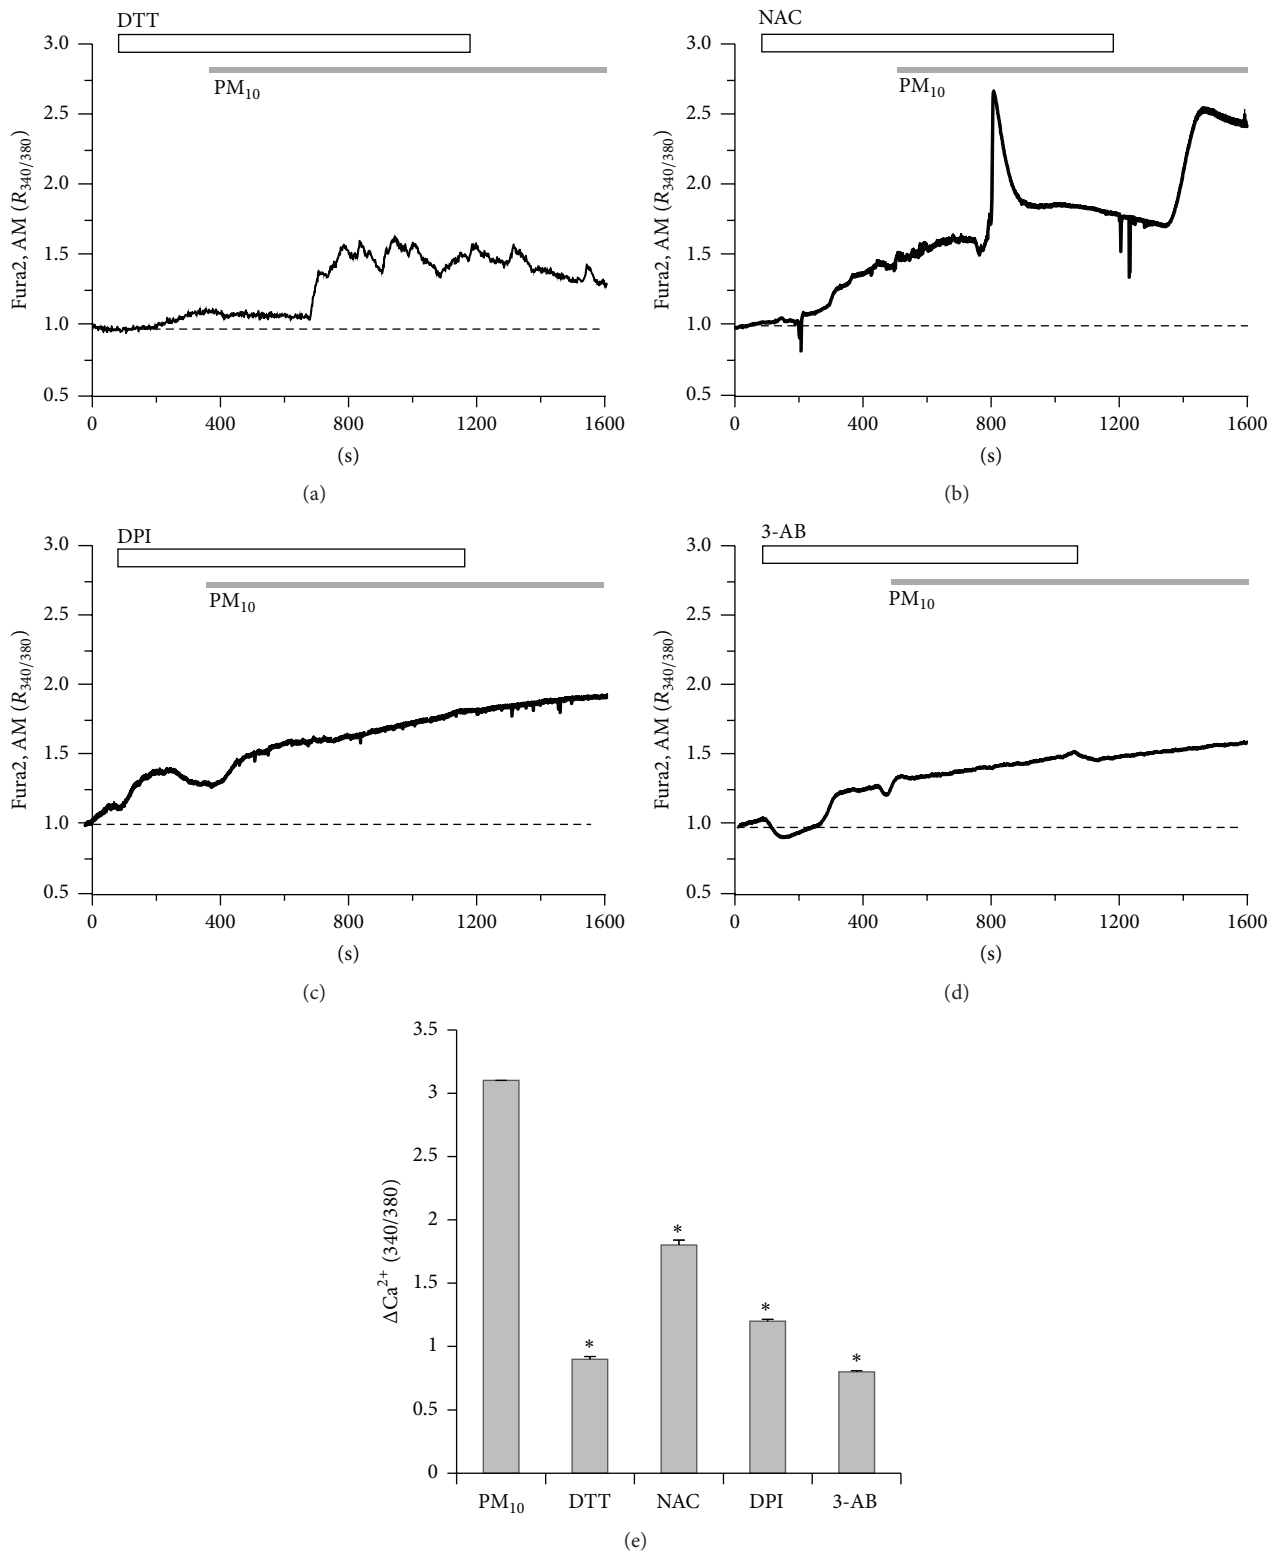 DTT
3.0
PM10
2.5
2.0
1.5
1.0
0.5
Fura2, AM (R340/380)
0 400 800 1200 1600
(s)
(a)
NAC
3.0
PM10
2.5
2.0
1.5
1.0
0.5
Fura2, AM (R340/380)
0 400 800 1200 1600
(s)
(b)
DPI
3.0
PM10
2.5
2.0
1.5
1.0
0.5
Fura2, AM (R340/380)
0 400 800 1200 1600
(s)
(c)
3-AB
3.0
PM10
2.5
2.0
1.5
1.0
0.5
Fura2, AM (R340/380)
0 400 800 1200 1600
(s)
(d)
3.5
3
2.5
2
1.5
1
0.5
0
ΔCa2+ (340/380)
*
*
*
*
PM10 DTT NAC DPI 3-AB
(e)